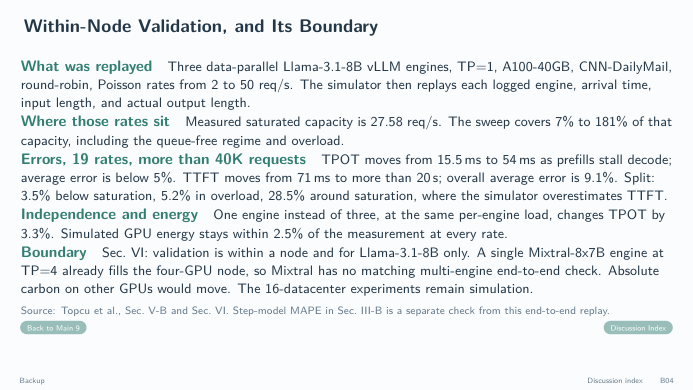 Within-Node Validation, and Its Boundary
What was replayed Three data-parallel Llama-3.1-8B vLLM engines, TP=1, A100-40GB, CNN-DailyMail,
round-robin, Poisson rates from 2 to 50 req/s. The simulator then replays each logged engine, arrival time,
input length, and actual output length.
Where those rates sit Measured saturated capacity is 27.58 req/s. The sweep covers 7% to 181% of that
capacity, including the queue-free regime and overload.
Errors, 19 rates, more than 40K requests TPOT moves from 15.5 ms to 54 ms as prefills stall decode;
average error is below 5%. TTFT moves from 71 ms to more than 20 s; overall average error is 9.1%. Split:
3.5% below saturation, 5.2% in overload, 28.5% around saturation, where the simulator overestimates TTFT.
Independence and energy One engine instead of three, at the same per-engine load, changes TPOT by
3.3%. Simulated GPU energy stays within 2.5% of the measurement at every rate.
Boundary Sec. VI: validation is within a node and for Llama-3.1-8B only. A single Mixtral-8x7B engine at
TP=4 already fills the four-GPU node, so Mixtral has no matching multi-engine end-to-end check. Absolute
carbon on other GPUs would move. The 16-datacenter experiments remain simulation.
Source: Topcu et al., Sec. V-B and Sec. VI. Step-model MAPE in Sec. III-B is a separate check from this end-to-end replay.
Back to Main 9
Discussion Index
Backup
Discussion index B04